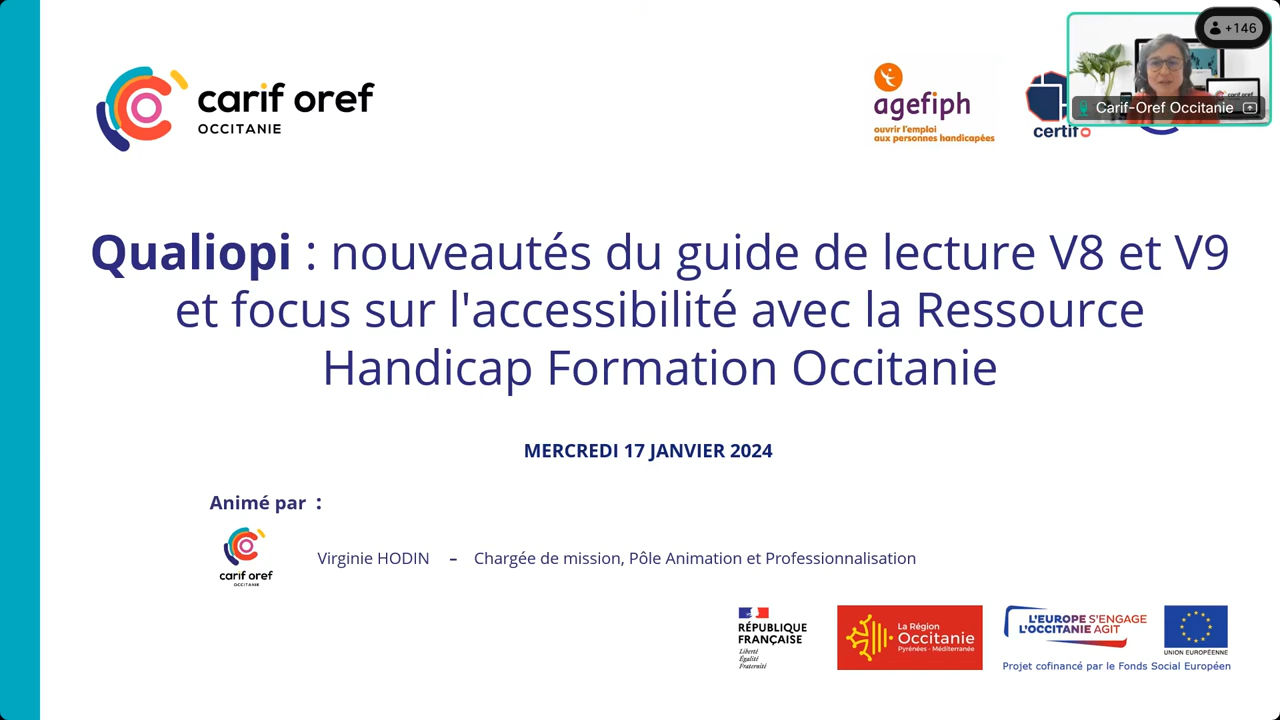 +146
carif oref
OCCITANIE
agefiph
ouvrir l'emploi
aux personnes handicapées
certif
Carif-Oref Occitanie
Qualiopi : nouveautés du guide de lecture V8 et V9
et focus sur l'accessibilité avec la Ressource
Handicap Formation Occitanie
MERCREDI 17 JANVIER 2024
Animé par :
carif oref
OCCITANIE
Virginie HODIN – Chargée de mission, Pôle Animation et Professionnalisation
RÉPUBLIQUE
FRANÇAISE
Liberté
Égalité
Fraternité
La Région
Occitanie
Pyrénées - Méditerranée
L'EUROPE S'ENGAGE
L'OCCITANIE AGIT
UNION EUROPÉENNE
Projet cofinancé par le Fonds Social Européen